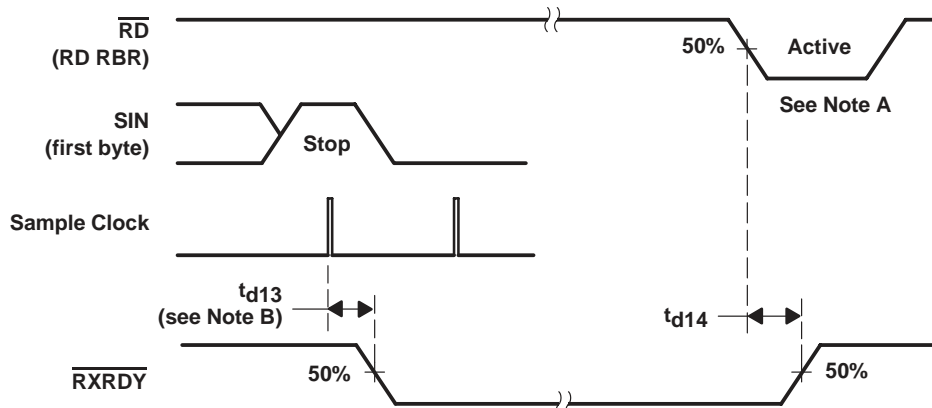 RD
(RD RBR)
50%
Active
See Note A
SIN
(first byte)
Stop
Sample Clock
td13
(see Note B)
td14
RXRDY
50%
50%